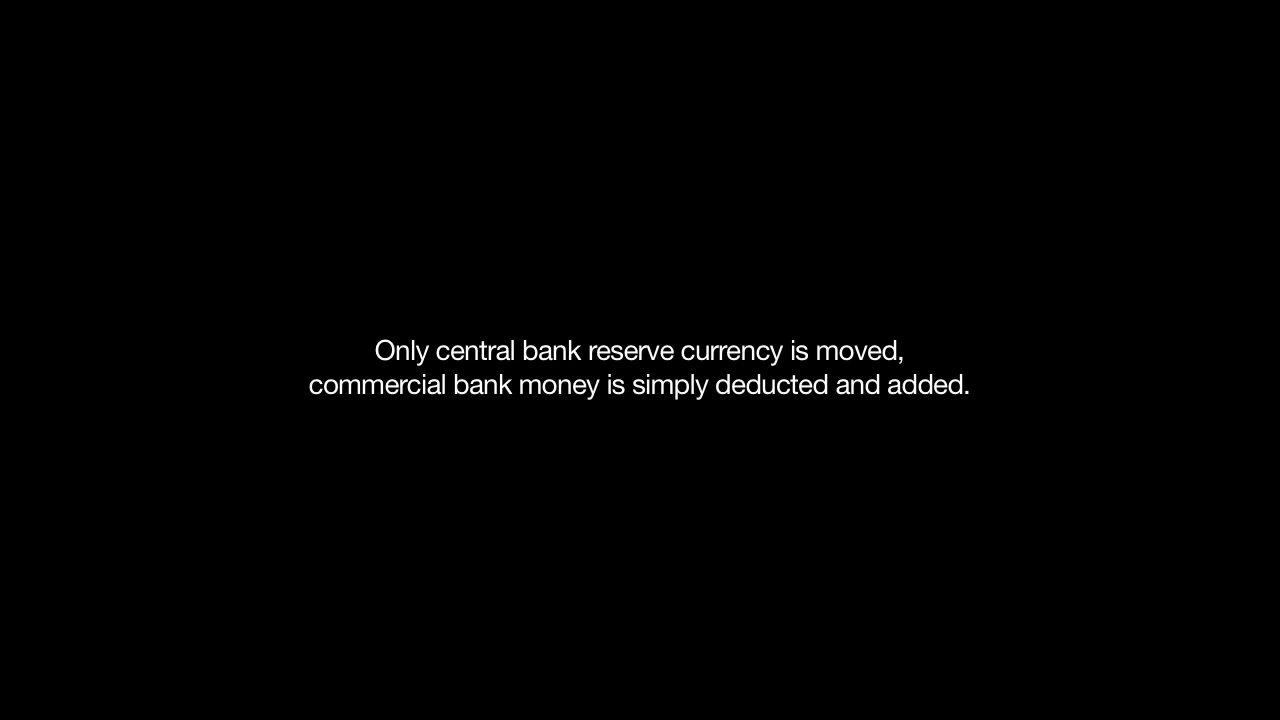 Only central bank reserve currency is moved,
commercial bank money is simply deducted and added.